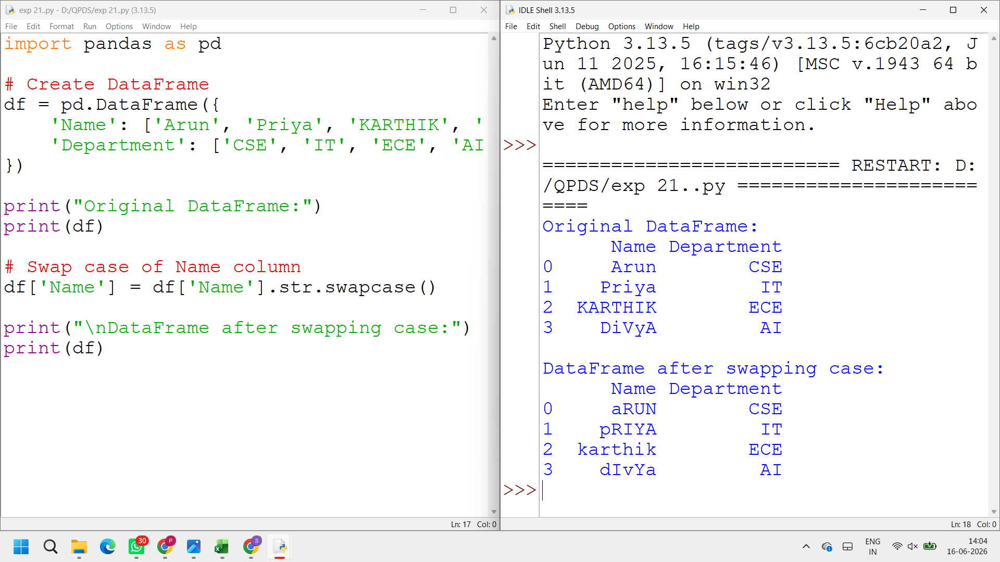 exp 21..py - D:/QPDS/exp 21..py (3.13.5)
File Edit Format Run Options Window Help
import pandas as pd
# Create DataFrame
df = pd.DataFrame({
    'Name': ['Arun', 'Priya', 'KARTHIK', '
    'Department': ['CSE', 'IT', 'ECE', 'AI
})
print("Original DataFrame:")
print(df)
# Swap case of Name column
df['Name'] = df['Name'].str.swapcase()
print("\nDataFrame after swapping case:")
print(df)
Ln: 17 Col: 0
IDLE Shell 3.13.5
File Edit Shell Debug Options Window Help
Python 3.13.5 (tags/v3.13.5:6cb20a2, J
un 11 2025, 16:15:46) [MSC v.1943 64 b
it (AMD64)] on win32
Enter "help" below or click "Help" abo
ve for more information.
>>>
========================== RESTART: D:
/QPDS/exp 21..py =====================
====
Original DataFrame:
      Name Department
0     Arun        CSE
1    Priya         IT
2  KARTHIK        ECE
3    DiVyA         AI
DataFrame after swapping case:
      Name Department
0     aRUN        CSE
1    pRIYA         IT
2  karthik        ECE
3    dIvYa         AI
>>>
Ln: 18 Col: 0
30
P
S
ENG
IN
14:04
16-06-2026